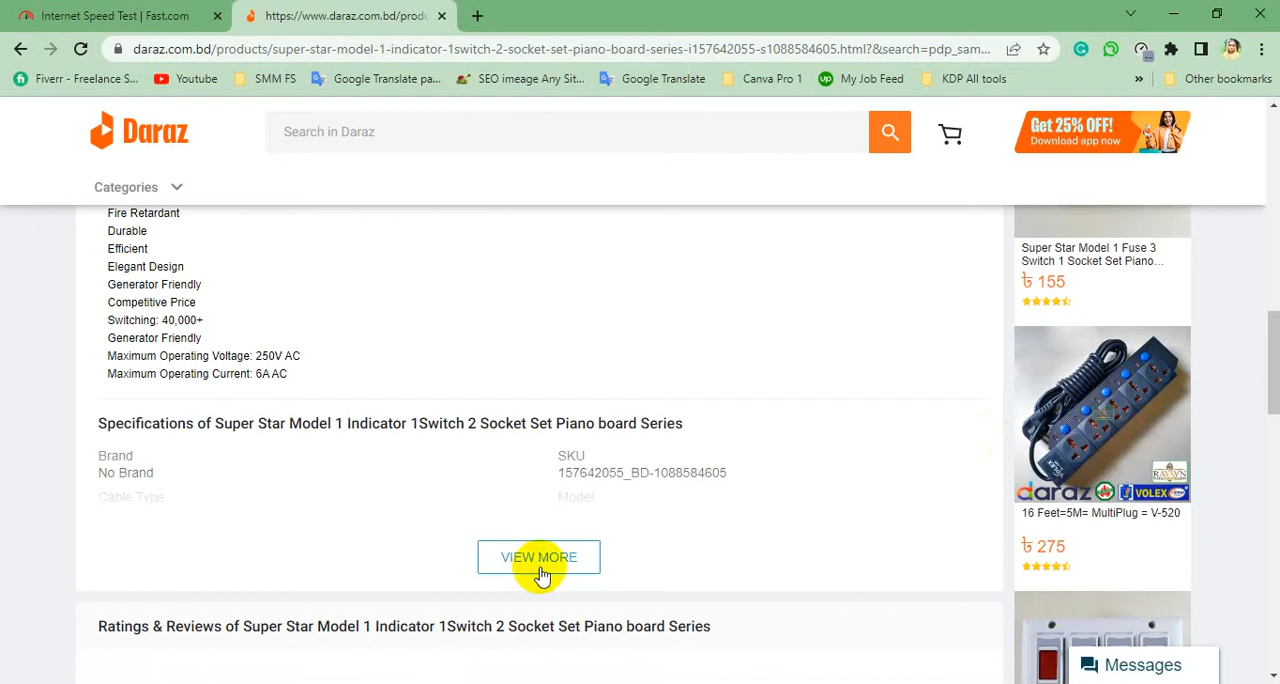 Internet Speed Test | Fast.com
https://www.daraz.com.bd/produ
daraz.com.bd/products/super-star-model-1-indicator-1switch-2-socket-set-piano-board-series-i157642055-s1088584605.html?&search=pdp_sam...
Fiverr - Freelance S...
Youtube
SMM FS
Google Translate pa...
SEO imeage Any Sit...
Google Translate
Canva Pro 1
My Job Feed
KDP All tools
»
Other bookmarks
Daraz
Search in Daraz
Get 25% OFF!
Download app now
Categories
Fire Retardant
Durable
Efficient
Elegant Design
Generator Friendly
Competitive Price
Switching: 40,000+
Generator Friendly
Maximum Operating Voltage: 250V AC
Maximum Operating Current: 6A AC
Specifications of Super Star Model 1 Indicator 1Switch 2 Socket Set Piano board Series
Brand
No Brand
SKU
157642055_BD-1088584605
Cable Type
Model
VIEW MORE
Ratings & Reviews of Super Star Model 1 Indicator 1Switch 2 Socket Set Piano board Series
Super Star Model 1 Fuse 3
Switch 1 Socket Set Piano...
৳ 155
daraz
VOLEX
16 Feet=5M= MultiPlug = V-520
৳ 275
Messages